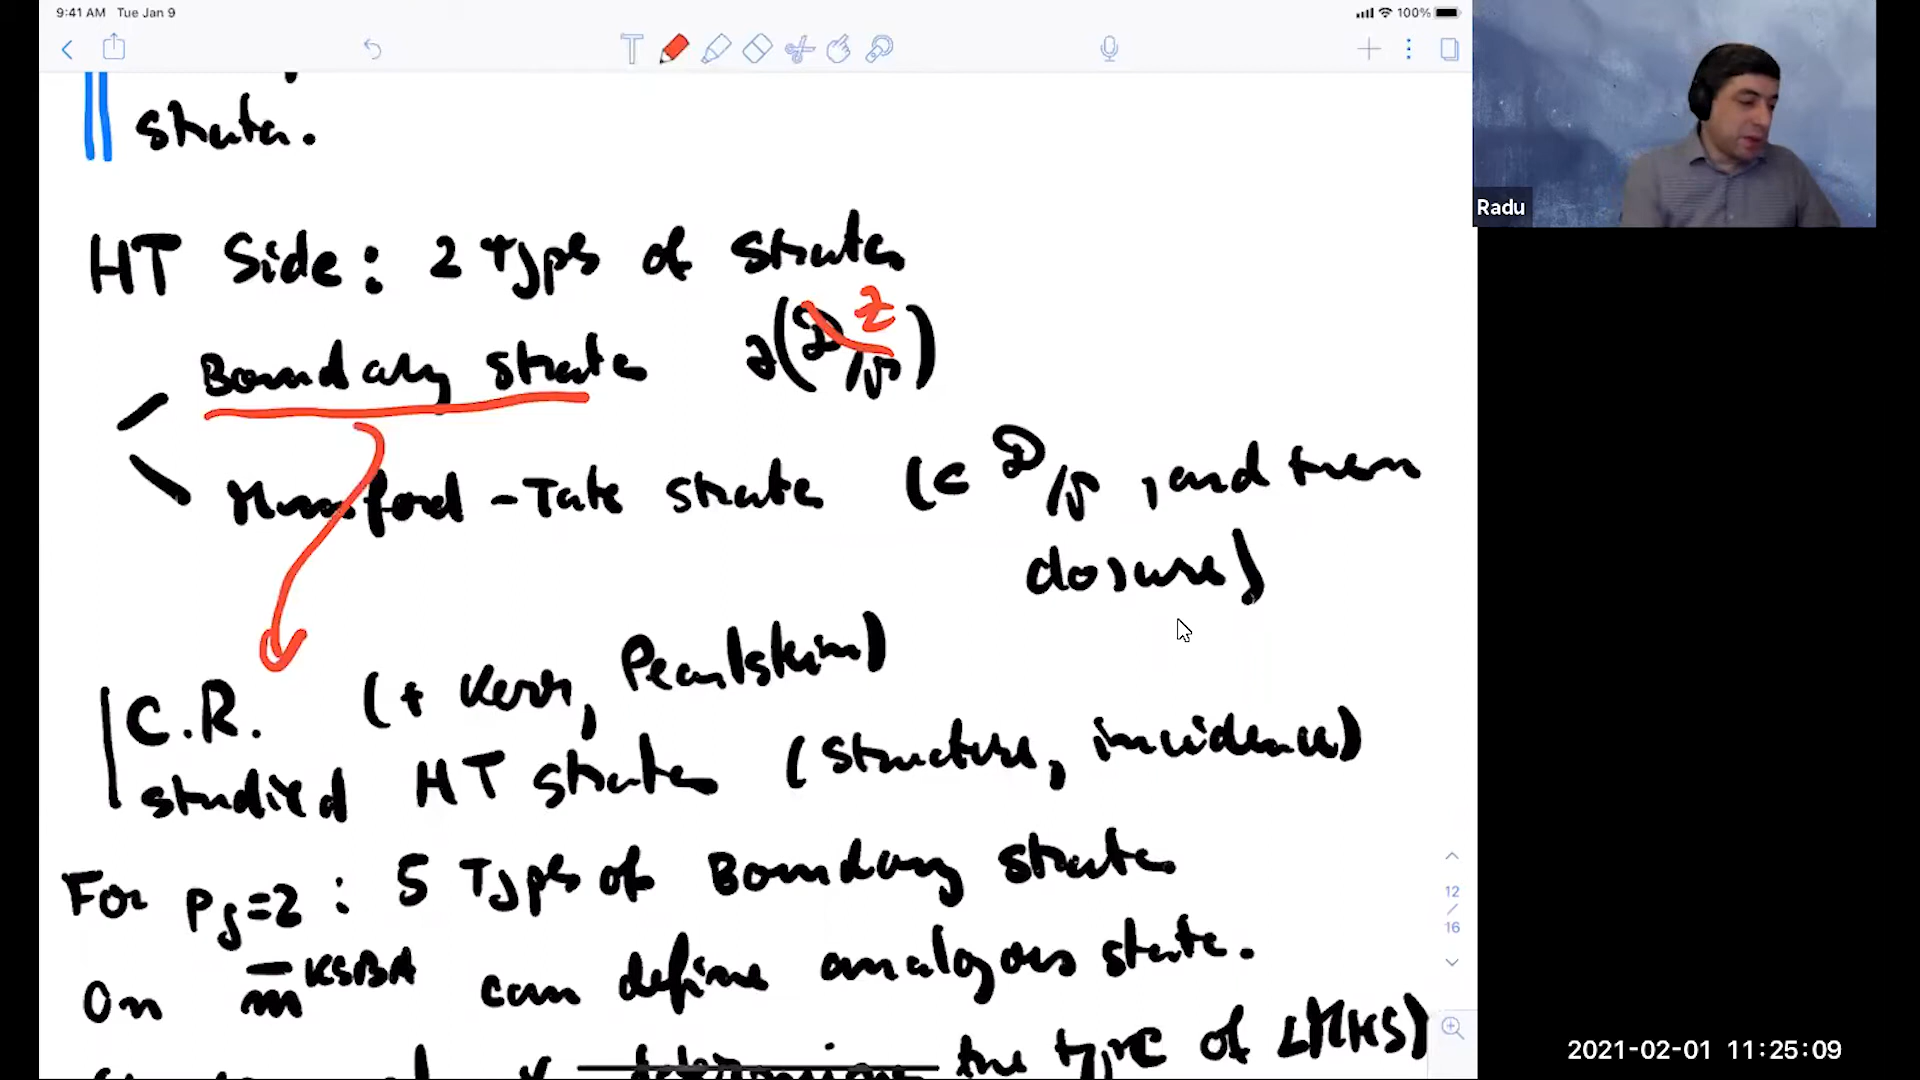 9:41 AM Tue Jan 9
100%
strata.
HT Side: 2 Types of strata
Z
Boundary strata ∂(𝒟/Γ)
Mumford-Tate strata (⊂ 𝒟/Γ, and their
closures)
C.R. (+ Kerr, Pearlstein)
studied HT strata (structure, incidence)
For pg=2: 5 Types of Boundary strata
On m̄ KSBA can define analogous strata.
the type of LMHS)
Radu
12
/
16
2021-02-01 11:25:09